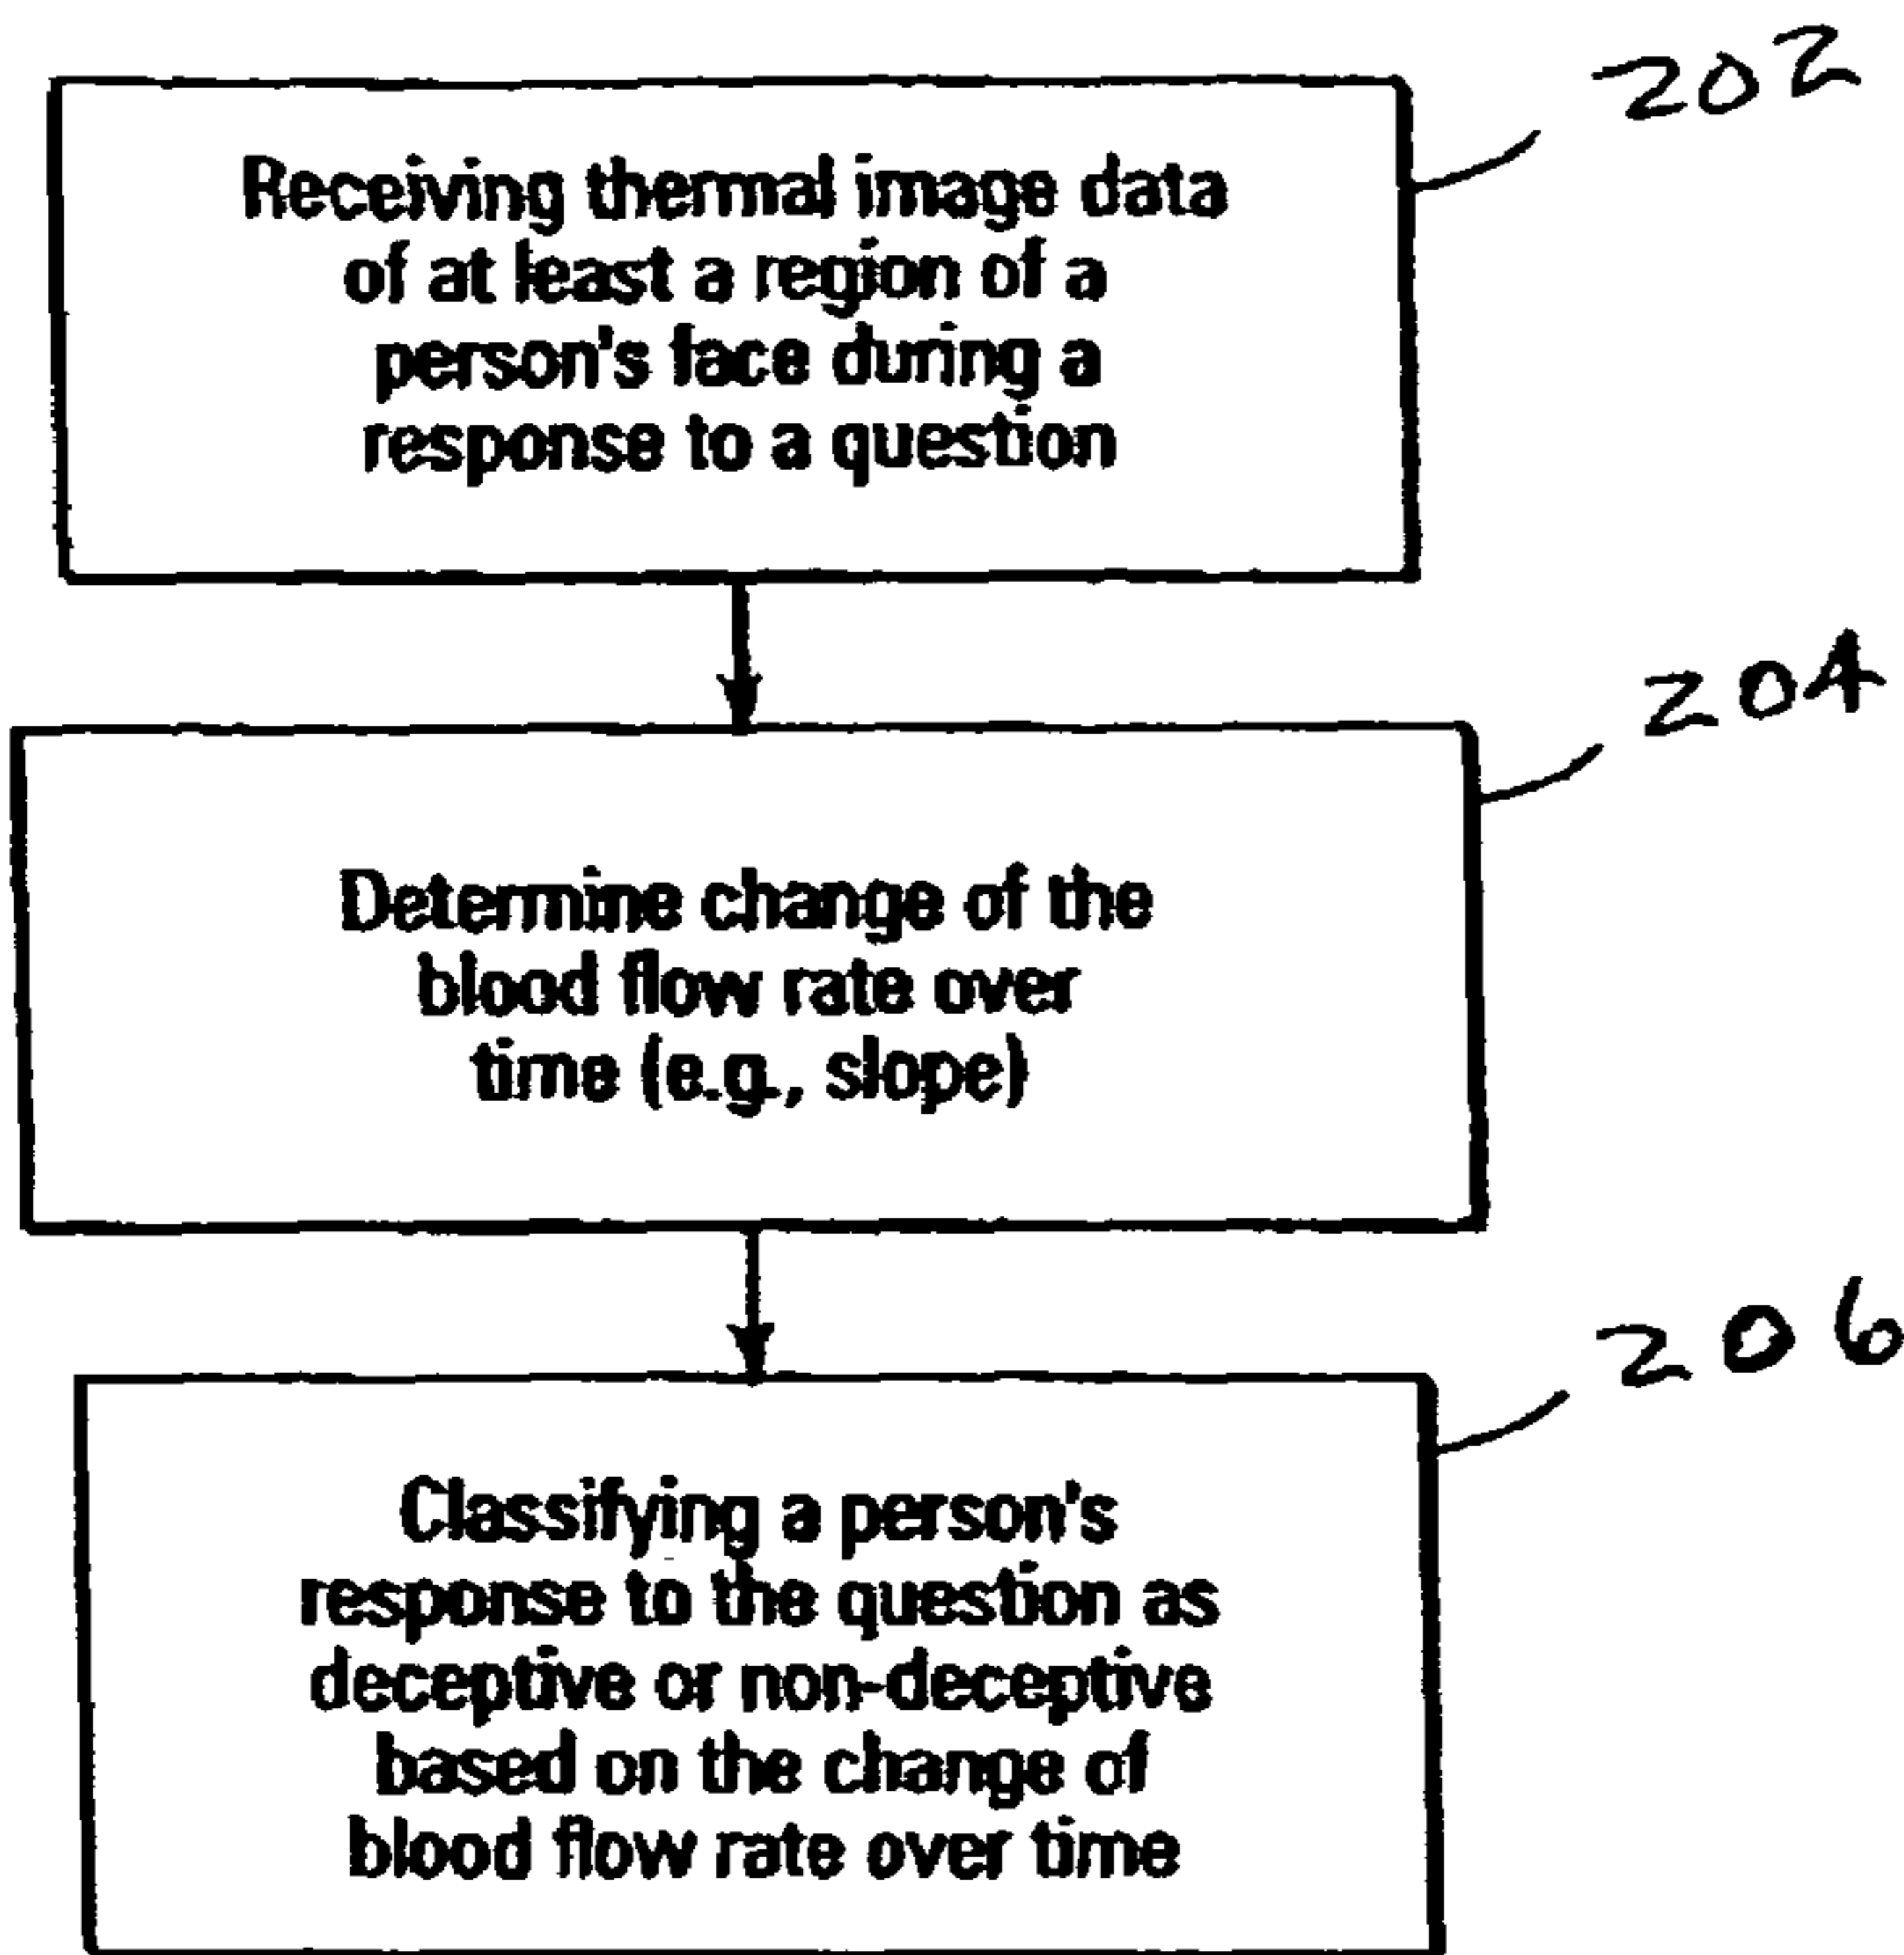 202
Receiving thermal image data
of at least a region of a
person's face during a
response to a question
204
Determine change of the
blood flow rate over
time (e.g., slope)
206
Classifying a person's
response to the question as
deceptive or non-deceptive
based on the change of
blood flow rate over time